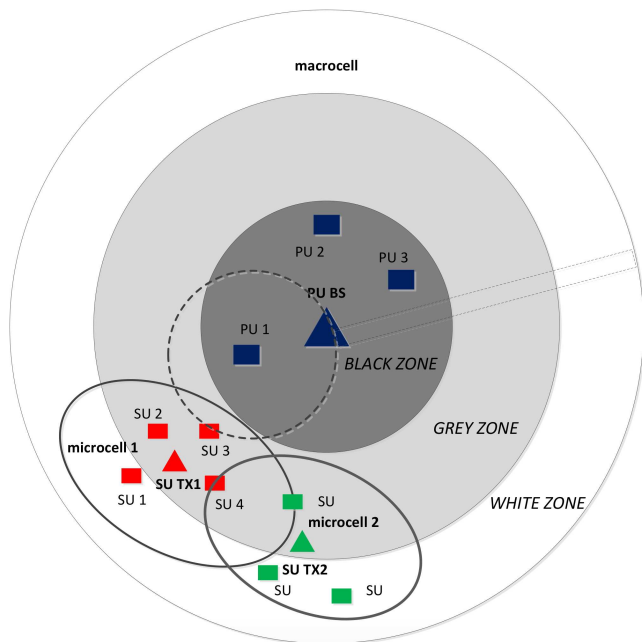 macrocell
PU 2
PU 3
PU BS
PU 1
BLACK ZONE
SU 2
GREY ZONE
microcell 1
SU 3
SU TX1
SU 1
SU 4
SU
WHITE ZONE
microcell 2
SU TX2
SU
SU